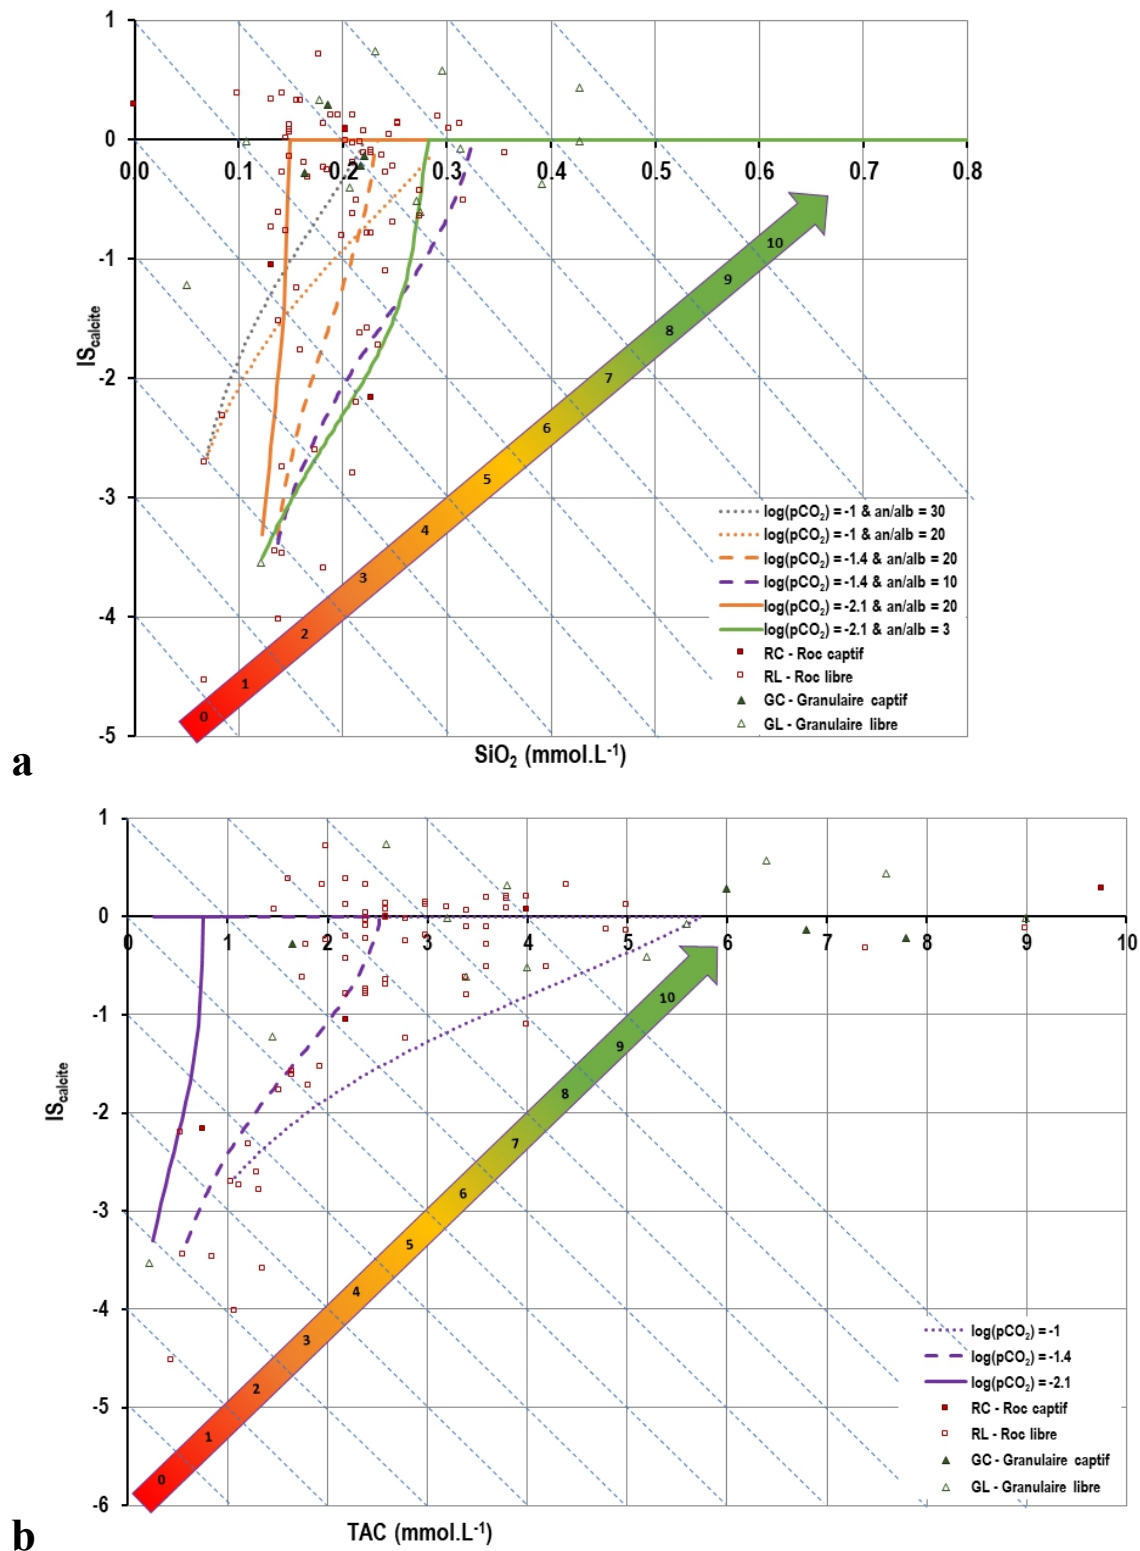 1
0
0.0 0.1 0.2 0.3 0.4 0.5 0.6 0.7 0.8
-1
-2
-3
-4
-5
IScalcite
SiO₂ (mmol.L⁻¹)
0 1 2 3 4 5 6 7 8 9 10
log(pCO₂) = -1 & an/alb = 30
log(pCO₂) = -1 & an/alb = 20
log(pCO₂) = -1.4 & an/alb = 20
log(pCO₂) = -1.4 & an/alb = 10
log(pCO₂) = -2.1 & an/alb = 20
log(pCO₂) = -2.1 & an/alb = 3
RC - Roc captif
RL - Roc libre
GC - Granulaire captif
GL - Granulaire libre
a
1
0
0 1 2 3 4 5 6 7 8 9 10
-1
-2
-3
-4
-5
-6
IScalcite
TAC (mmol.L⁻¹)
0 1 2 3 4 5 6 7 8 9 10
log(pCO₂) = -1
log(pCO₂) = -1.4
log(pCO₂) = -2.1
RC - Roc captif
RL - Roc libre
GC - Granulaire captif
GL - Granulaire libre
b